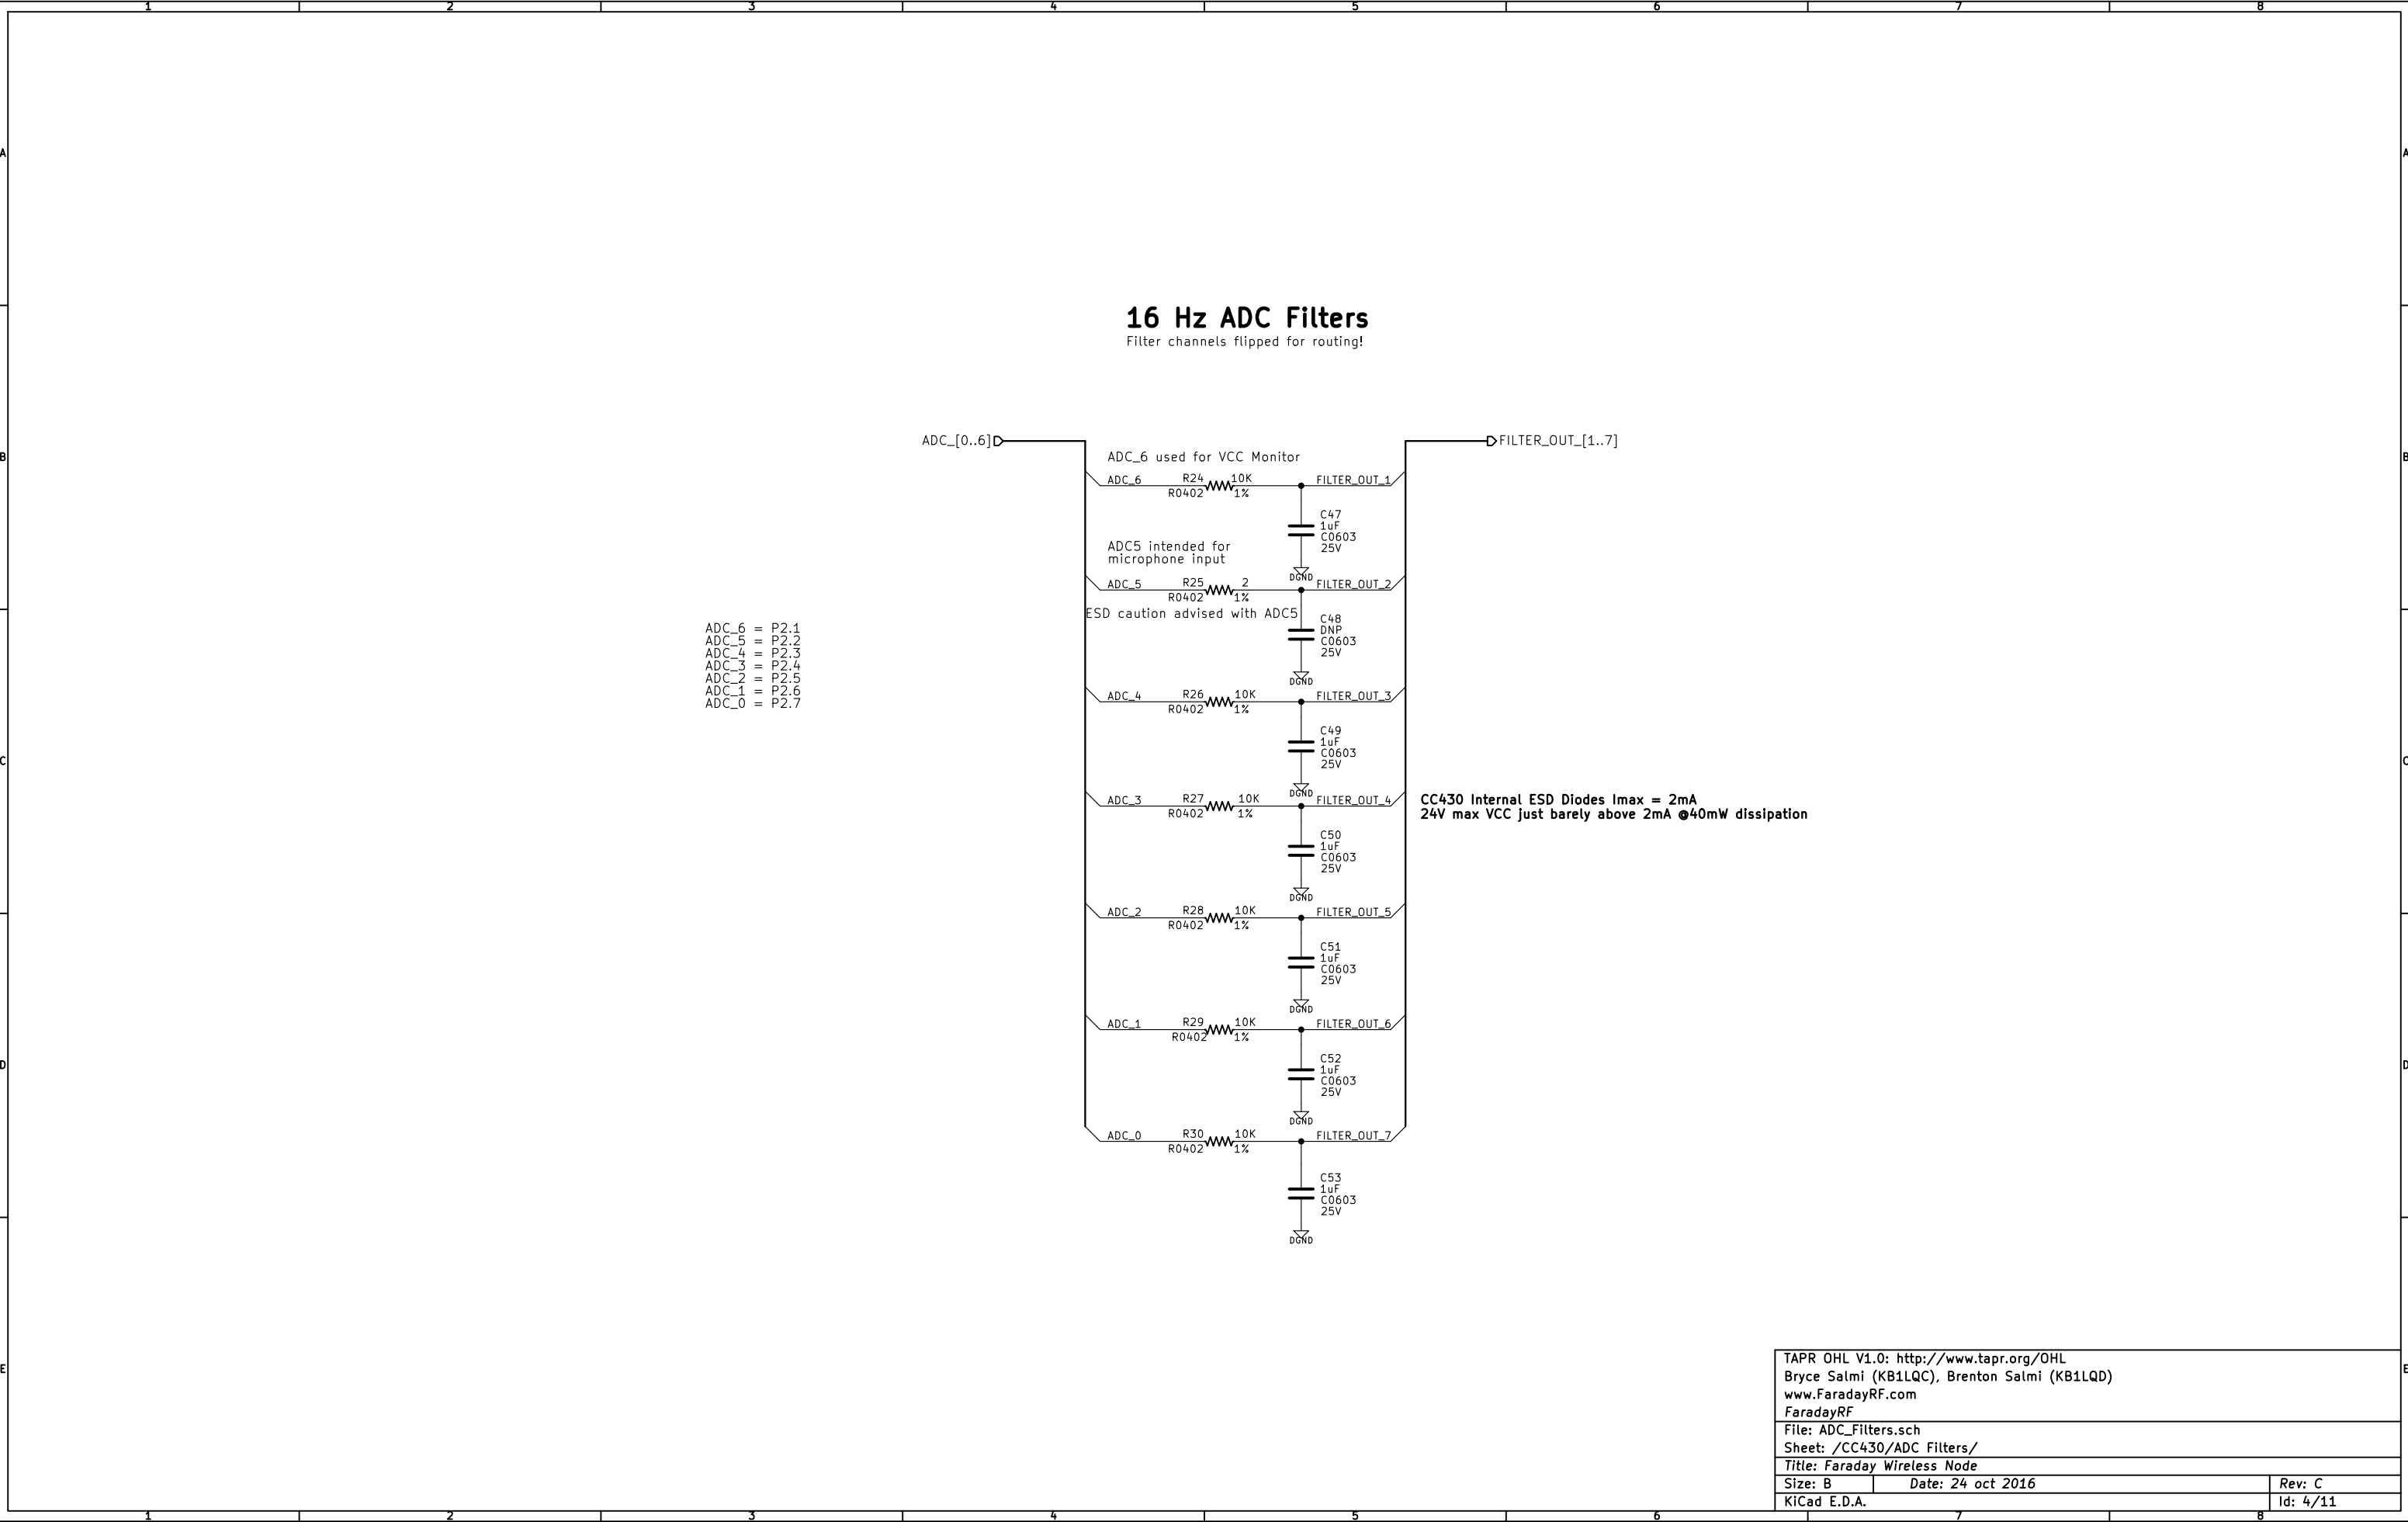 1 2 3 4 5 6 7 8
A A
16 Hz ADC Filters
Filter channels flipped for routing!
ADC_[0..6] FILTER_OUT_[1..7]
B B
ADC_6 used for VCC Monitor
ADC_6 R24 10K FILTER_OUT_1
R0402 1%
C47
1uF
C0603
25V
DGND
ADC5 intended for
microphone input
ADC_5 R25 2 FILTER_OUT_2
R0402 1%
ESD caution advised with ADC5
C48
DNP
C0603
25V
DGND
ADC_6 = P2.1
ADC_5 = P2.2
ADC_4 = P2.3
ADC_3 = P2.4
ADC_2 = P2.5
ADC_1 = P2.6
ADC_0 = P2.7
ADC_4 R26 10K FILTER_OUT_3
R0402 1%
C49
1uF
C0603
25V
DGND
C C
ADC_3 R27 10K FILTER_OUT_4
R0402 1%
CC430 Internal ESD Diodes Imax = 2mA
24V max VCC just barely above 2mA @40mW dissipation
C50
1uF
C0603
25V
DGND
ADC_2 R28 10K FILTER_OUT_5
R0402 1%
C51
1uF
C0603
25V
DGND
ADC_1 R29 10K FILTER_OUT_6
R0402 1%
D D
C52
1uF
C0603
25V
DGND
ADC_0 R30 10K FILTER_OUT_7
R0402 1%
C53
1uF
C0603
25V
DGND
E E
TAPR OHL V1.0: http://www.tapr.org/OHL
Bryce Salmi (KB1LQC), Brenton Salmi (KB1LQD)
www.FaradayRF.com
FaradayRF
File: ADC_Filters.sch
Sheet: /CC430/ADC Filters/
Title: Faraday Wireless Node
Size: B Date: 24 oct 2016 Rev: C
KiCad E.D.A. Id: 4/11
1 2 3 4 5 6 7 8